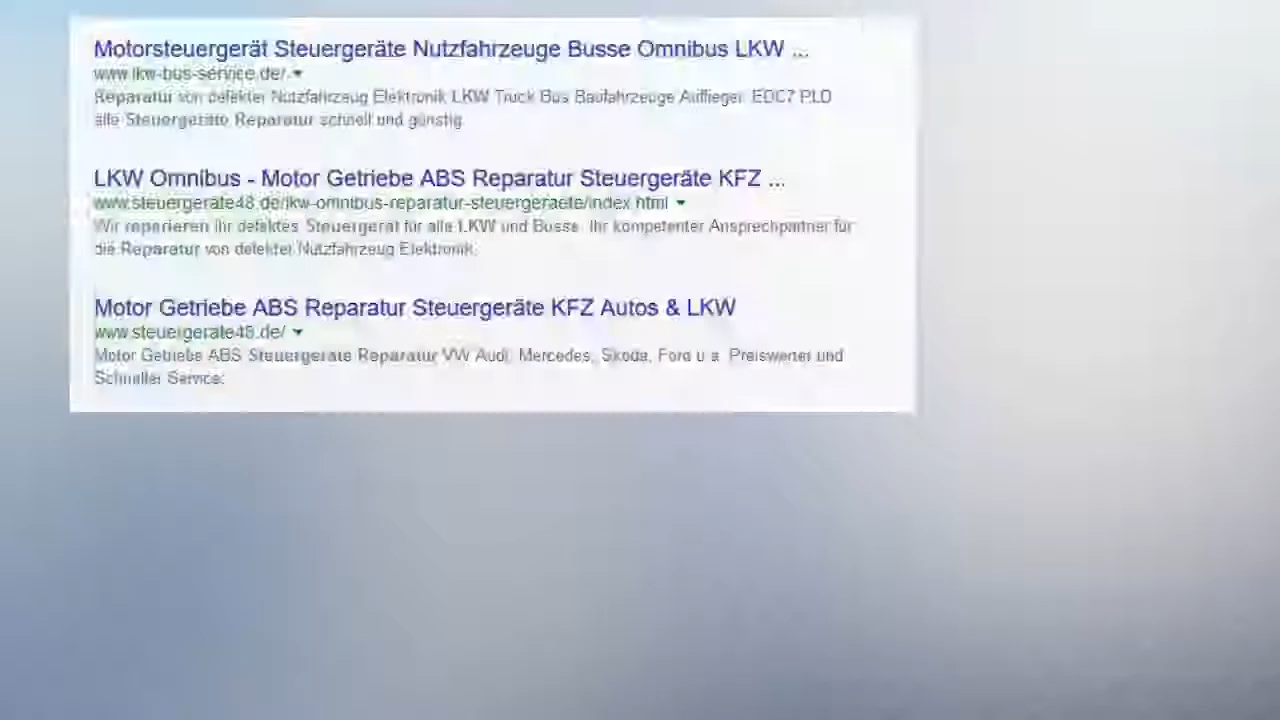 Motorsteuergerät Steuergeräte Nutzfahrzeuge Busse Omnibus LKW ...
www.lkw-bus-service.de/
Reparatur von defekter Nutzfahrzeug Elektronik LKW Truck Bus Baufahrzeuge Auflieger. EDC7 PLD
alle Steuergeräte Reparatur schnell und günstig.
LKW Omnibus - Motor Getriebe ABS Reparatur Steuergeräte KFZ ...
www.steuergerate48.de/lkw-omnibus-reparatur-steuergeraete/index.html
Wir reparieren Ihr defektes Steuergerät für alle LKW und Busse. Ihr kompetenter Ansprechpartner für
die Reparatur von defekter Nutzfahrzeug Elektronik.
Motor Getriebe ABS Reparatur Steuergeräte KFZ Autos & LKW
www.steuergerate48.de/
Motor Getriebe ABS Steuergeräte Reparatur VW Audi, Mercedes, Skoda, Ford u.a. Preiswerter und
Schneller Service.